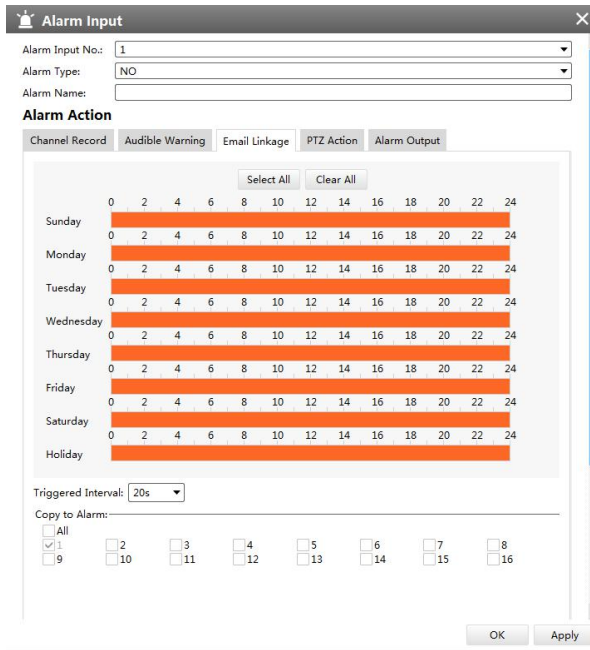 Alarm Input
Alarm Input No.: 1
Alarm Type: NO
Alarm Name:
Alarm Action
Channel Record Audible Warning Email Linkage PTZ Action Alarm Output
Select All Clear All
0 2 4 6 8 10 12 14 16 18 20 22 24
Sunday
0 2 4 6 8 10 12 14 16 18 20 22 24
Monday
0 2 4 6 8 10 12 14 16 18 20 22 24
Tuesday
0 2 4 6 8 10 12 14 16 18 20 22 24
Wednesday
0 2 4 6 8 10 12 14 16 18 20 22 24
Thursday
0 2 4 6 8 10 12 14 16 18 20 22 24
Friday
0 2 4 6 8 10 12 14 16 18 20 22 24
Saturday
0 2 4 6 8 10 12 14 16 18 20 22 24
Holiday
Triggered Interval: 20s
Copy to Alarm:
All
1 2 3 4 5 6 7 8
9 10 11 12 13 14 15 16
OK Apply